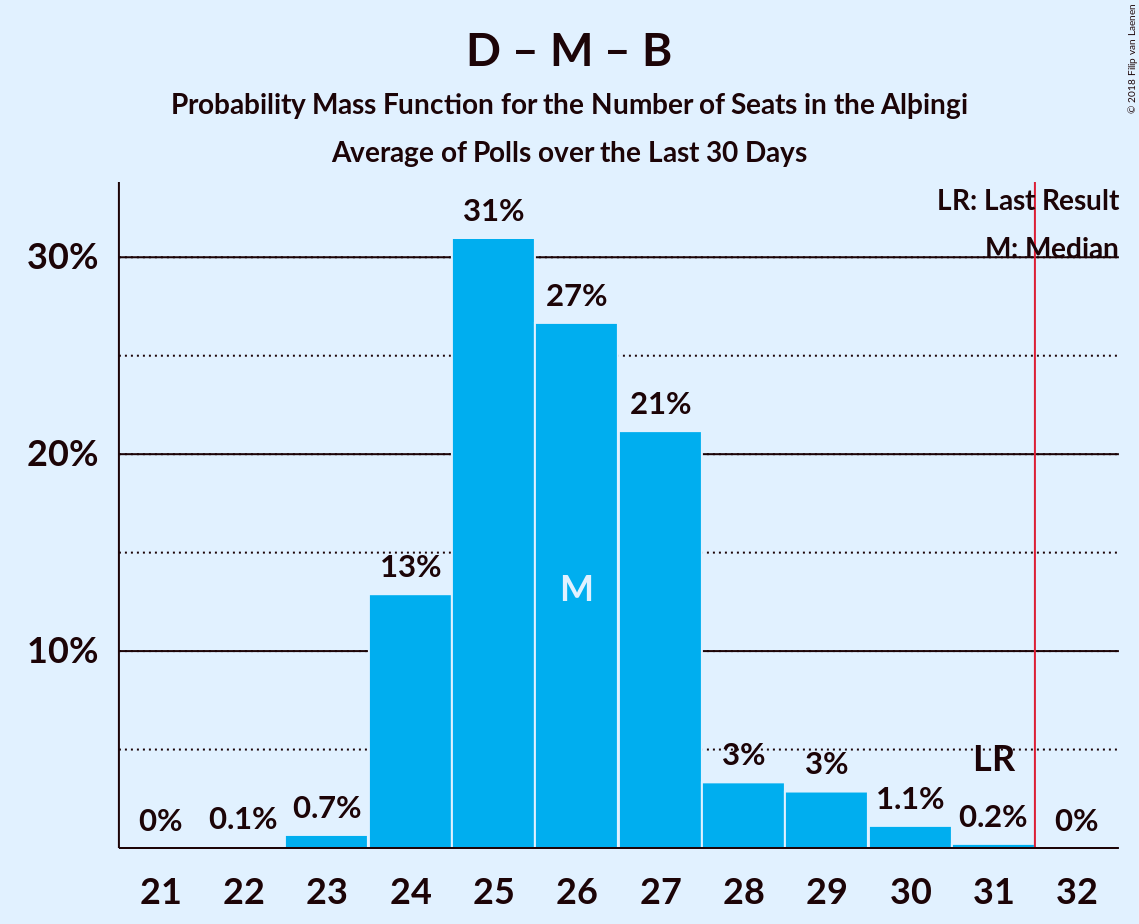 D – M – B
Probability Mass Function for the Number of Seats in the Alþingi
Average of Polls over the Last 30 Days
© 2018 Filip van Laenen
LR: Last Result
M: Median
30%
20%
10%
0%
0.1%
0.7%
13%
31%
27%
21%
3%
3%
1.1%
0.2%
0%
M
LR
21 22 23 24 25 26 27 28 29 30 31 32